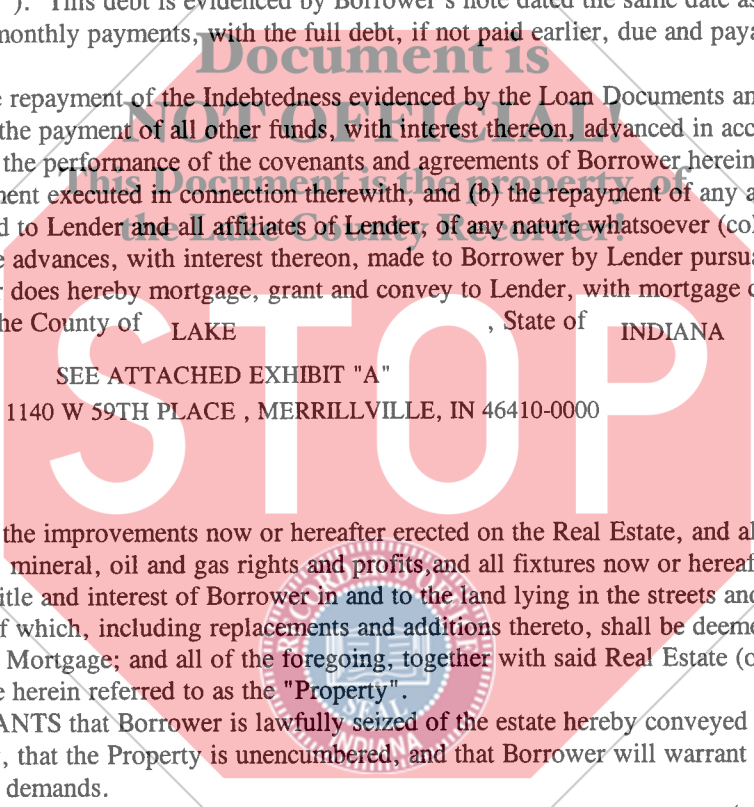 ). This debt is evidenced by Borrower's note dated the same date as
monthly payments, with the full debt, if not paid earlier, due and paya
Document is
e repayment of the Indebtedness evidenced by the Loan Documents an
NOT OFFICIAL!
the payment of all other funds, with interest thereon, advanced in acc
the performance of the covenants and agreements of Borrower herein
This Document is the property of
ment executed in connection therewith, and (b) the repayment of any a
the Lake County Recorder!
d to Lender and all affiliates of Lender, of any nature whatsoever (co
e advances, with interest thereon, made to Borrower by Lender pursua
r does hereby mortgage, grant and convey to Lender, with mortgage c
he County of LAKE , State of INDIANA
STOP
SEE ATTACHED EXHIBIT "A"
1140 W 59TH PLACE , MERRILLVILLE, IN 46410-0000
the improvements now or hereafter erected on the Real Estate, and al
mineral, oil and gas rights and profits,and all fixtures now or hereaf
itle and interest of Borrower in and to the land lying in the streets and
f which, including replacements and additions thereto, shall be deeme
Mortgage; and all of the foregoing, together with said Real Estate (o
e herein referred to as the "Property".
ANTS that Borrower is lawfully seized of the estate hereby conveyed
, that the Property is unencumbered, and that Borrower will warrant
demands.
SEAL
INDIANA